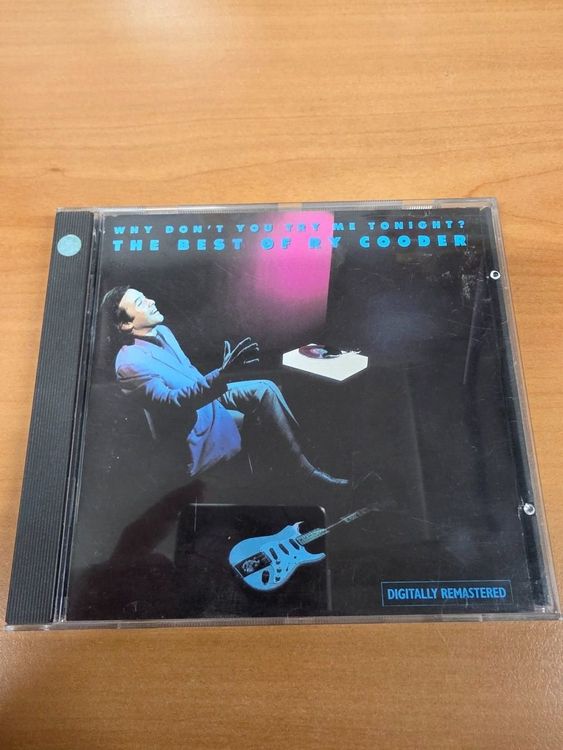 WHY DON'T YOU TRY ME TONIGHT?
THE BEST OF RY COODER
DIGITALLY REMASTERED